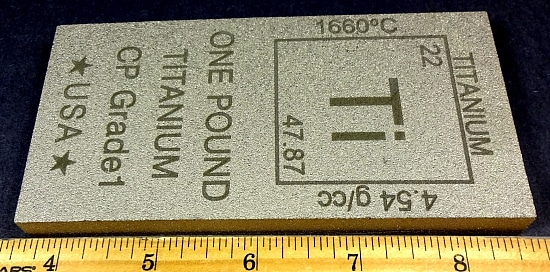 TITANIUM
1660ºC
22
Ti
47.87
4.54 g/cc
ONE POUND
TITANIUM
CP Grade1
★ USA ★
4 5 6 7 8